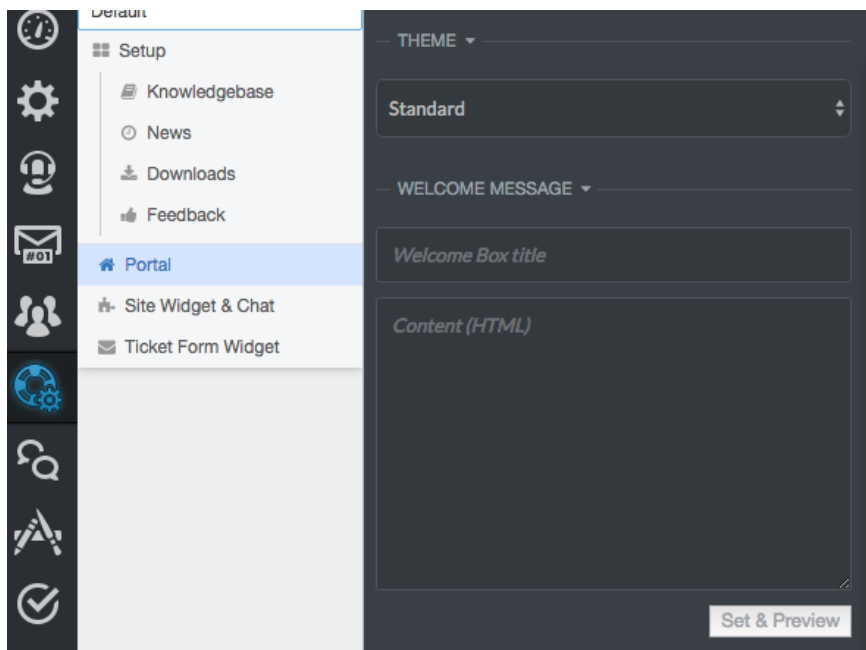 Default
Setup
Knowledgebase
News
Downloads
Feedback
#01
Portal
Site Widget & Chat
Ticket Form Widget
THEME
Standard
WELCOME MESSAGE
Welcome Box title
Content (HTML)
Set & Preview